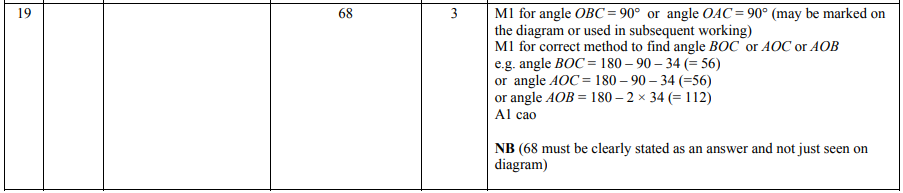 19 68 3 M1 for angle OBC = 90° or angle OAC = 90° (may be marked on
the diagram or used in subsequent working)
M1 for correct method to find angle BOC or AOC or AOB
e.g. angle BOC = 180 – 90 – 34 (= 56)
or angle AOC = 180 – 90 – 34 (=56)
or angle AOB = 180 – 2 × 34 (= 112)
A1 cao
NB (68 must be clearly stated as an answer and not just seen on
diagram)